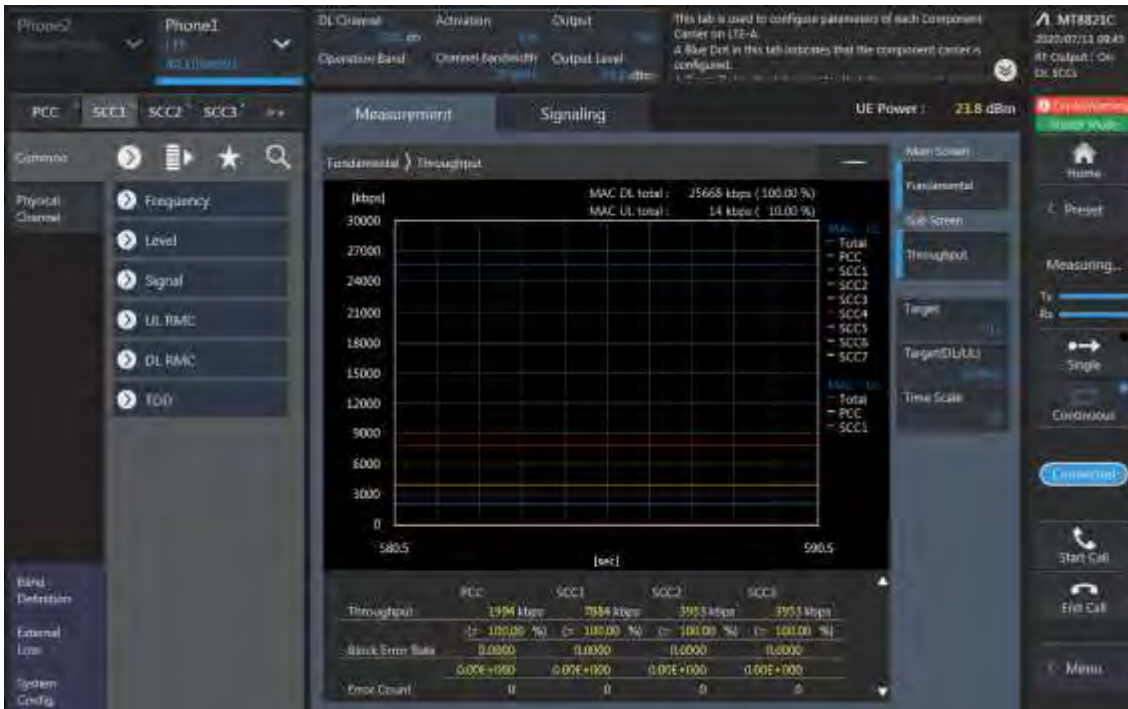 Phone2
Phone1
DL Channel
Operation Band
Channel Bandwidth
Output
Output Level
dBm
This tab is used to configure parameters of each Component
Carrier on LTE-A.
A Blue Dot in this tab indicates that the component carrier is
configured.
MT8821C
PCC SCC1 SCC2 SCC3
Measurement
Signaling
UE Power : 23.8 dBm
Common
Physical
Channel
Frequency
Level
Signal
UL RMC
DL RMC
TDD
Band
Definition
External
Loss
System
Config
Fundamental Throughput
[kbps]
MAC DL total : 25668 kbps ( 100.00 %)
MAC UL total : 14 kbps ( 10.00 %)
30000
27000
24000
21000
18000
15000
12000
9000
6000
3000
0
580.5
590.5
[sec]
Total
PCC
SCC1
SCC2
SCC3
SCC4
SCC5
SCC6
SCC7
Total
PCC
SCC1
PCC SCC1 SCC2 SCC3
Throughput 1994 kbps 7884 kbps 3953 kbps 3953 kbps
(= 100.00 %) (= 100.00 %) (= 100.00 %) (= 100.00 %)
Block Error Rate 0.0000 0.0000 0.0000 0.0000
0.00E+000 0.00E+000 0.00E+000 0.00E+000
Error Count 0 0 0 0
Main Screen
Fundamental
Sub Screen
Throughput
Target
Target(DL/UL)
Time Scale
Home
Preset
Measuring...
Tx
Rx
Single
Continuous
Connected
Start Call
End Call
Menu